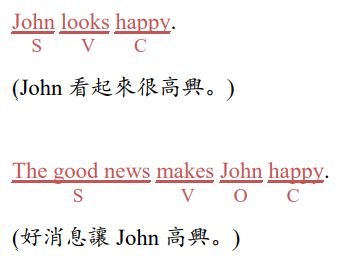 John looks happy.
S V C
(John 看起來很高興。)
The good news makes John happy.
S V O C
(好消息讓 John 高興。)